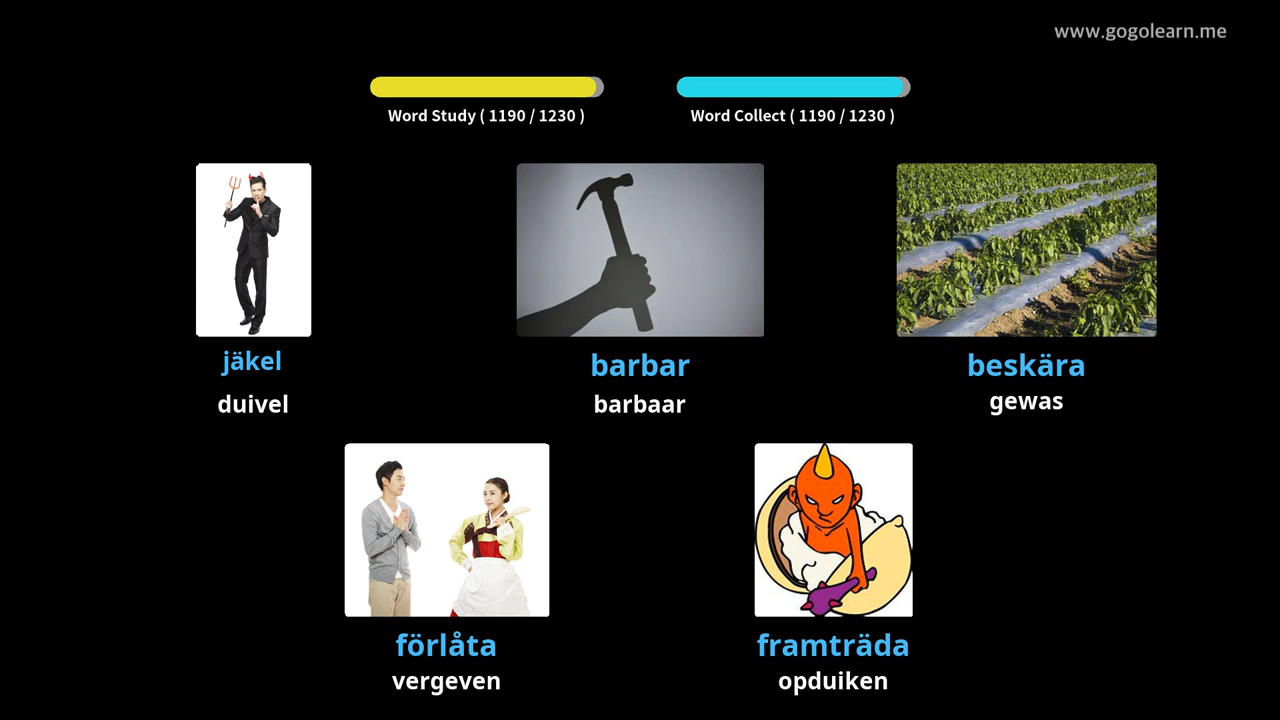 www.gogolearn.me
Word Study ( 1190 / 1230 )
Word Collect ( 1190 / 1230 )
jäkel
duivel
barbar
barbaar
beskära
gewas
förlåta
vergeven
framträda
opduiken